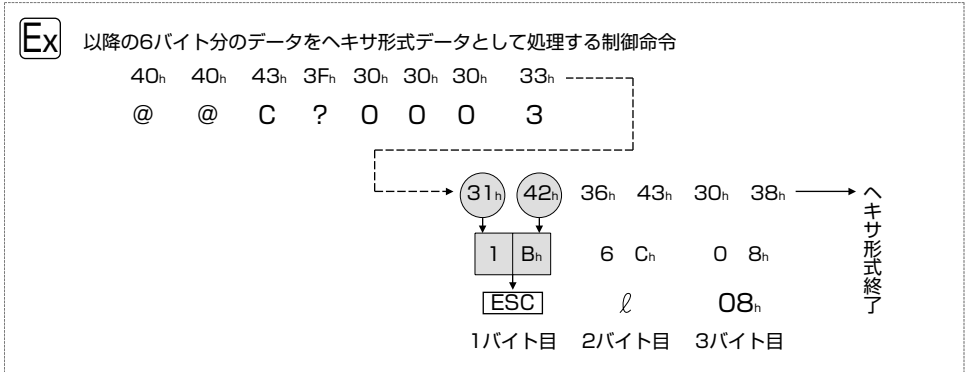 Ex 以降の6バイト分のデータをヘキサ形式データとして処理する制御命令
40h 40h 43h 3Fh 30h 30h 30h 33h
@ @ C ? 0 0 0 3
31h 42h 36h 43h 30h 38h
ヘキサ形式終了
1 Bh 6 Ch 0 8h
ESC ℓ 08h
1バイト目 2バイト目 3バイト目